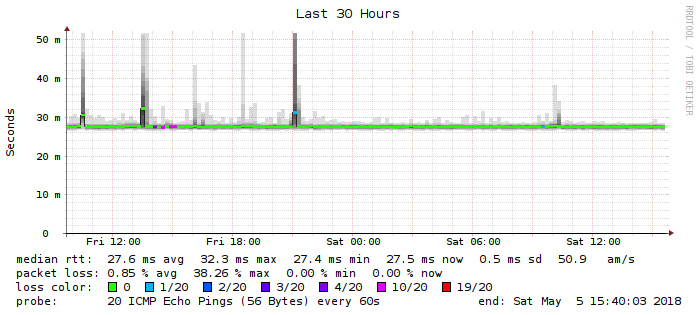 Last 30 Hours
RRDTOOL / TOBI OETIKER
Seconds
50 m
40 m
30 m
20 m
10 m
0
Fri 12:00 Fri 18:00 Sat 00:00 Sat 06:00 Sat 12:00
median rtt: 27.6 ms avg 32.3 ms max 27.4 ms min 27.5 ms now 0.5 ms sd 50.9 am/s
packet loss: 0.85 % avg 38.26 % max 0.00 % min 0.00 % now
loss color: 0 1/20 2/20 3/20 4/20 10/20 19/20
probe: 20 ICMP Echo Pings (56 Bytes) every 60s end: Sat May 5 15:40:03 2018